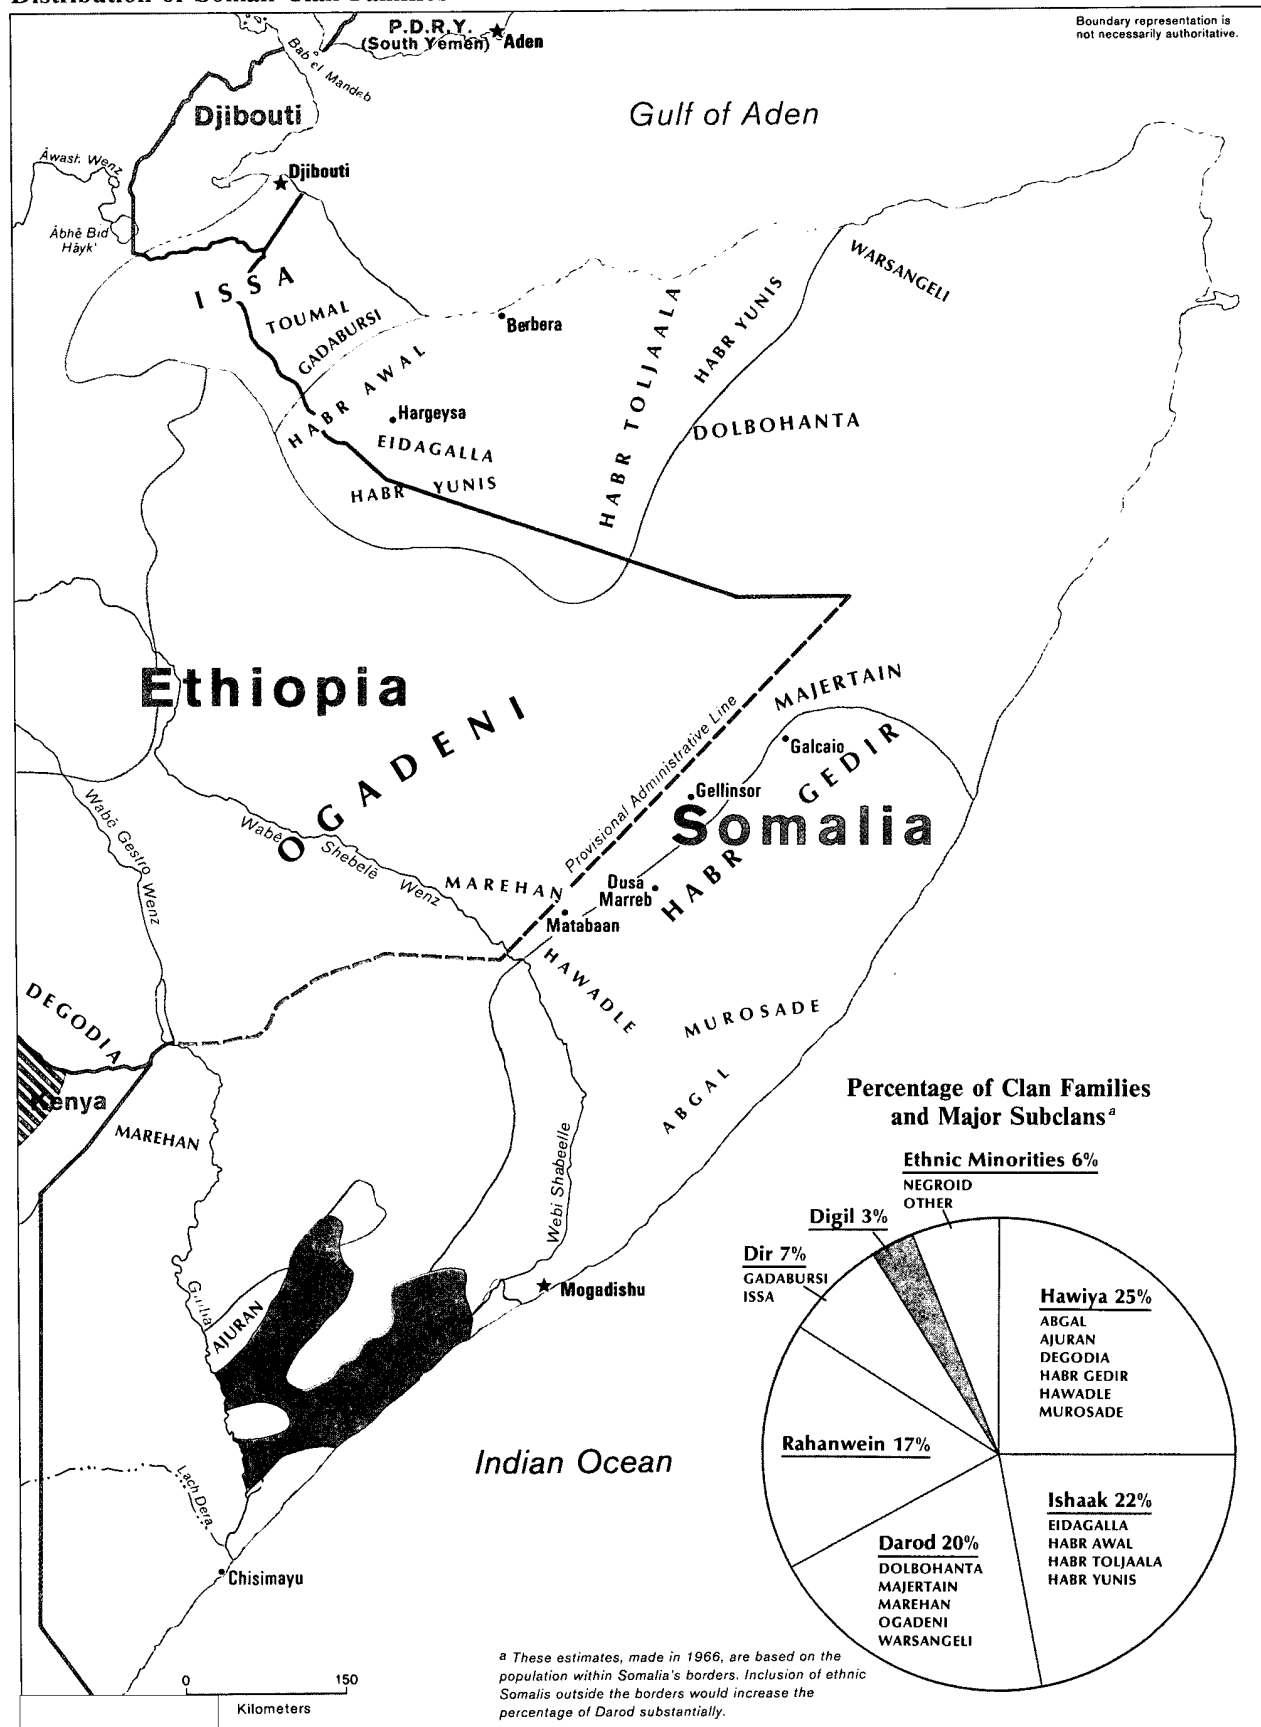 Boundary representation is
not necessarily authoritative.
P.D.R.Y.
(South Yemen)
Aden
Bab el Mandeb
Djibouti
Gulf of Aden
Āwash Wenz
Djibouti
Ābhē Bid
Hāyk'
ISSA
TOUMAL
GADABURSI
WARSANGELI
Berbera
HABR AWAL
HABR TOLJAALA
HABR YUNIS
Hargeysa
EIDAGALLA
DOLBOHANTA
HABR YUNIS
Ethiopia
OGADENI
MAJERTAIN
Provisional Administrative Line
Galcaio
Gellinsor
HABR GEDIR
Somalia
Wabē Gestro Wenz
Wabē Shebelē Wenz
MAREHAN
Dusa
Marreb
Matabaan
HAWADLE
DEGODIA
MUROSADE
Kenya
ABGAL
MAREHAN
Webi Shabeelle
AJURAN
Mogadishu
Indian Ocean
Lach Dera
Chisimayu
Percentage of Clan Families
and Major Subclans a
Ethnic Minorities 6%
NEGROID
OTHER
Digil 3%
Dir 7%
GADABURSI
ISSA
Hawiya 25%
ABGAL
AJURAN
DEGODIA
HABR GEDIR
HAWADLE
MUROSADE
Rahanwein 17%
Ishaak 22%
EIDAGALLA
HABR AWAL
HABR TOLJAALA
HABR YUNIS
Darod 20%
DOLBOHANTA
MAJERTAIN
MAREHAN
OGADENI
WARSANGELI
a These estimates, made in 1966, are based on the
population within Somalia's borders. Inclusion of ethnic
Somalis outside the borders would increase the
percentage of Darod substantially.
0 150
Kilometers